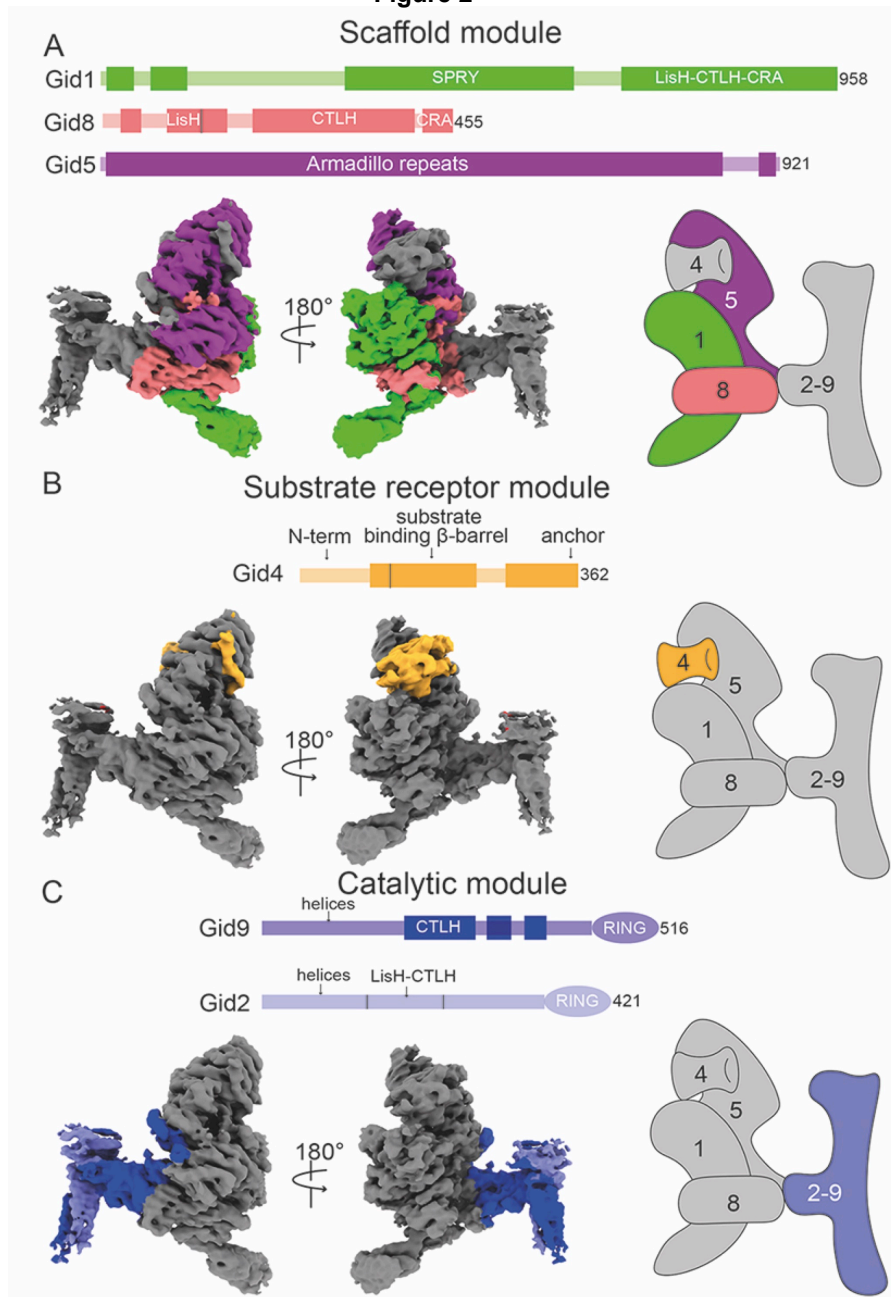 Figure 2
A
Scaffold module
Gid1 SPRY LisH-CTLH-CRA 958
Gid8 LisH CTLH CRA 455
Gid5 Armadillo repeats 921
180°
4
5
1
8
2-9
B
Substrate receptor module
substrate
N-term binding β-barrel anchor
Gid4 362
180°
4
5
1
8
2-9
C
Catalytic module
helices
Gid9 CTLH RING 516
helices LisH-CTLH
Gid2 RING 421
180°
4
5
1
8
2-9